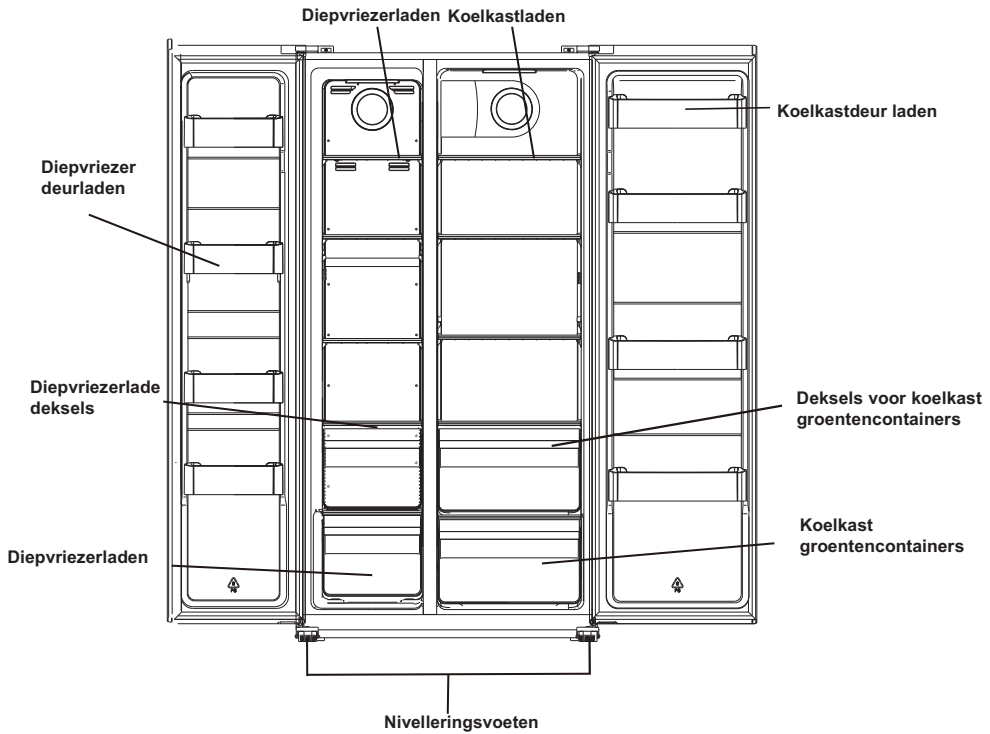 Diepvriezerladen
Koelkastladen
Koelkastdeur laden
Diepvriezer
deurladen
Diepvriezerlade
deksels
Deksels voor koelkast
groentencontainers
Koelkast
groentencontainers
Diepvriezerladen
Nivelleringsvoeten